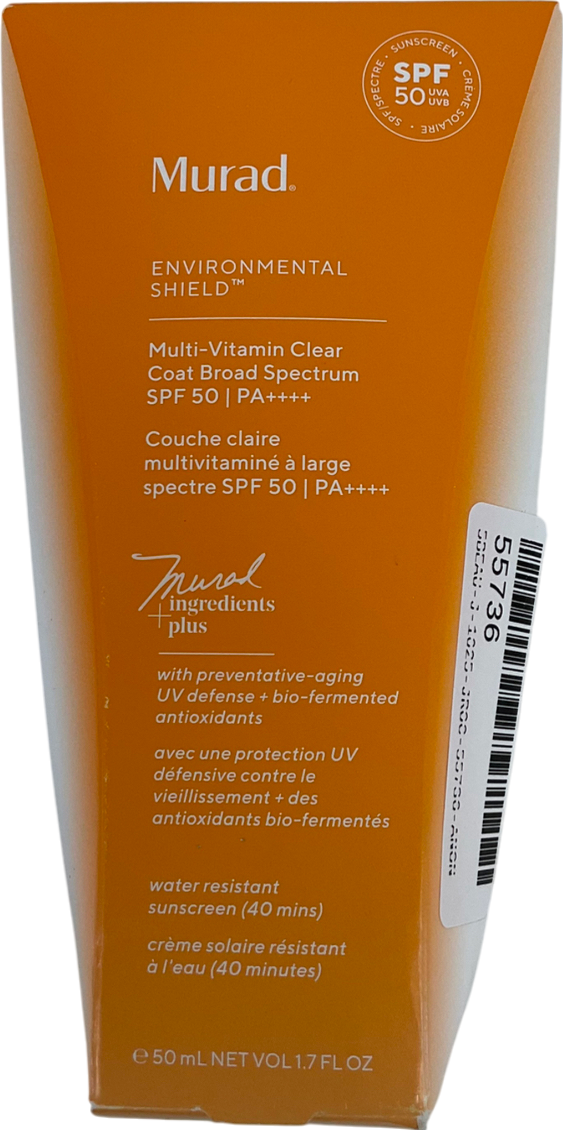 SUNSCREEN · CRÈME SOLAIRE · SPF/SPECTRE ·
SPF
50 UVA UVB
Murad®
ENVIRONMENTAL
SHIELD™
Multi-Vitamin Clear
Coat Broad Spectrum
SPF 50 | PA++++
Couche claire
multivitaminé à large
spectre SPF 50 | PA++++
Murad
+ingredients
plus
with preventative-aging
UV defense + bio-fermented
antioxidants
avec une protection UV
défensive contre le
vieillissement + des
antioxidants bio-fermentés
water resistant
sunscreen (40 mins)
crème solaire résistant
à l'eau (40 minutes)
℮ 50 mL NET VOL 1.7 FL OZ
55736